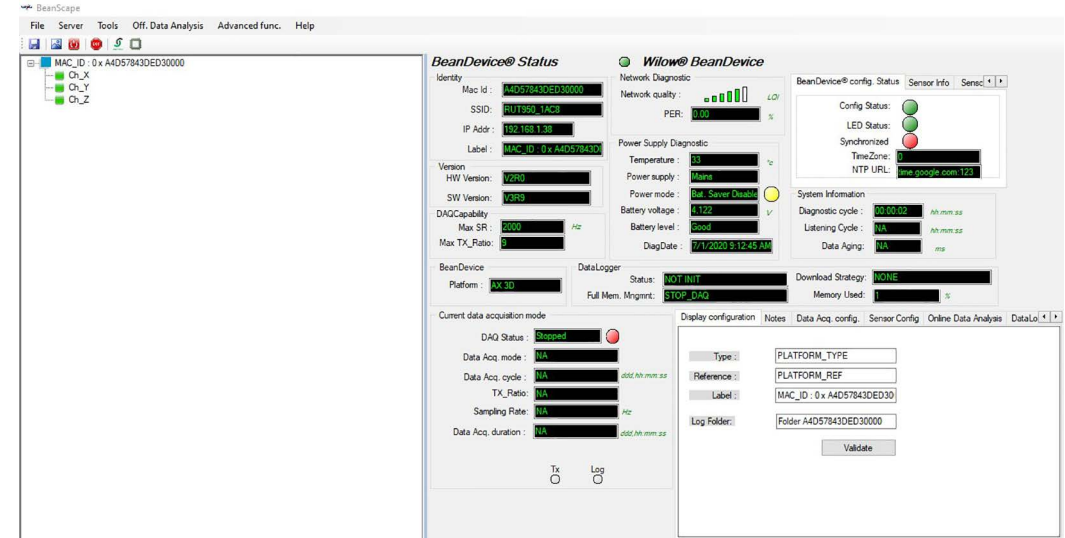 BeanScape
File Server Tools Off. Data Analysis Advanced func. Help
MAC_ID : 0 x A4D57843DED30000
Ch_X
Ch_Y
Ch_Z
BeanDevice® Status
Wilow® BeanDevice
Identity
Mac Id : A4D57843DED30000
SSID: RUT950_1AC8
IP Addr : 192.168.1.38
Label : MAC_ID : 0 x A4D57843D
Version
HW Version: V2R0
SW Version: V3R9
DAQCapability
Max SR : 2000 Hz
Max TX_Ratio: 9
Network Diagnostic
Network quality : LQI
PER: 0.00 %
Power Supply Diagnostic
Temperature : 33 °c
Power supply : Mains
Power mode : Bat. Saver Disable
Battery voltage : 4.122 V
Battery level : Good
DiagDate : 7/1/2020 9:12:45 AM
BeanDevice® config. Status Sensor Info Sensc
Config Status:
LED Status:
Synchronized
TimeZone: 0
NTP URL: time.google.com:123
System Information
Diagnostic cycle : 00:00:02 hh:mm:ss
Listening Cycle : NA hh:mm:ss
Data Aging: NA ms
BeanDevice
Platform : AX 3D
DataLogger
Status: NOT INIT
Full Mem. Mngmnt: STOP_DAQ
Download Strategy: NONE
Memory Used: 1 %
Current data acquisition mode
DAQ Status : Stopped
Data Acq. mode : NA
Data Acq. cycle : NA ddd,hh:mm:ss
TX_Ratio: NA
Sampling Rate: NA Hz
Data Acq. duration : NA ddd,hh:mm:ss
Tx Log
Display configuration Notes Data Acq. config. Sensor Config Online Data Analysis DataLo
Type : PLATFORM_TYPE
Reference : PLATFORM_REF
Label : MAC_ID : 0 x A4D57843DED30
Log Folder: Folder A4D57843DED30000
Validate